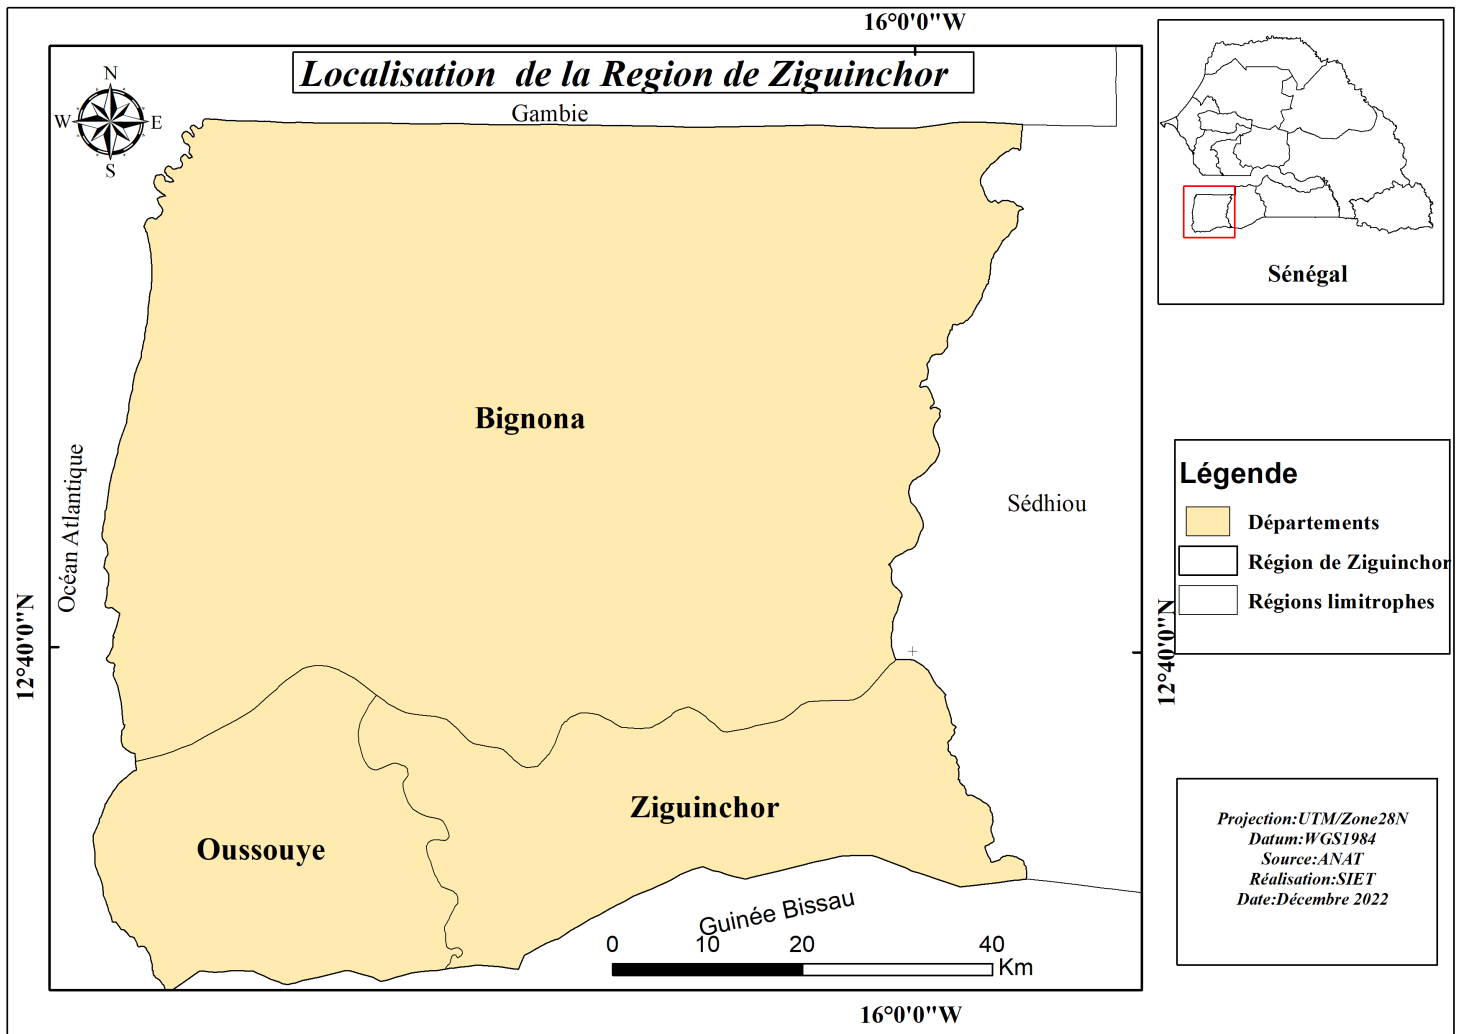 16°0'0"W
Localisation de la Region de Ziguinchor
Gambie
N
W
E
S
Sénégal
Bignona
Océan Atlantique
Sédhiou
Légende
Départements
Région de Ziguinchor
Régions limitrophes
12°40'0"N
12°40'0"N
Ziguinchor
Oussouye
Projection:UTM/Zone28N
Datum:WGS1984
Source:ANAT
Réalisation:SIET
Date:Décembre 2022
Guinée Bissau
0 10 20 40
Km
16°0'0"W